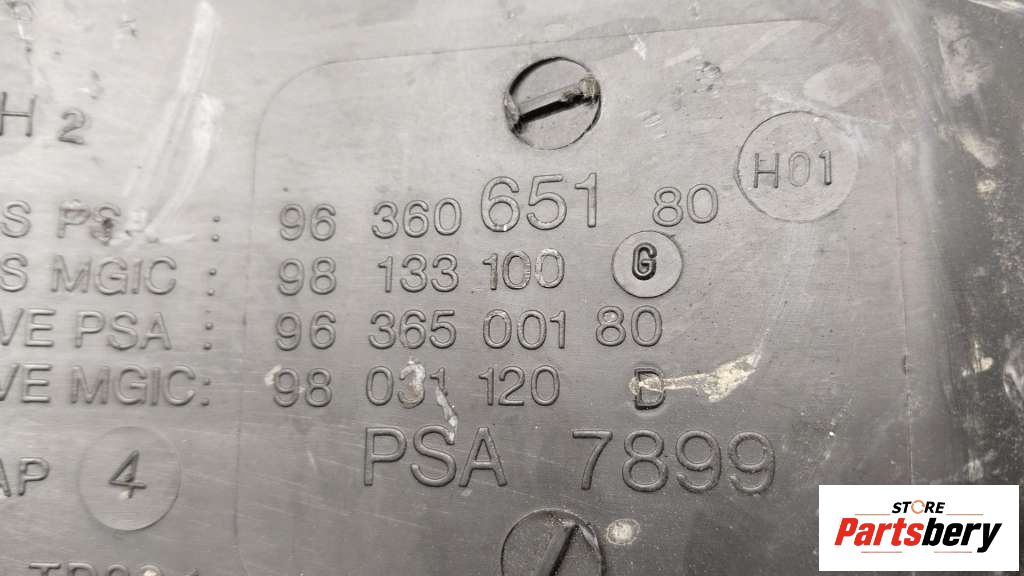 H 2
H01
S PSA : 96 360 651 80
S MGIC : 98 133 100 G
VE PSA : 96 365 001 80
VE MGIC: 98 031 120 D
PSA 7899
AP 4
STORE
Partsbery